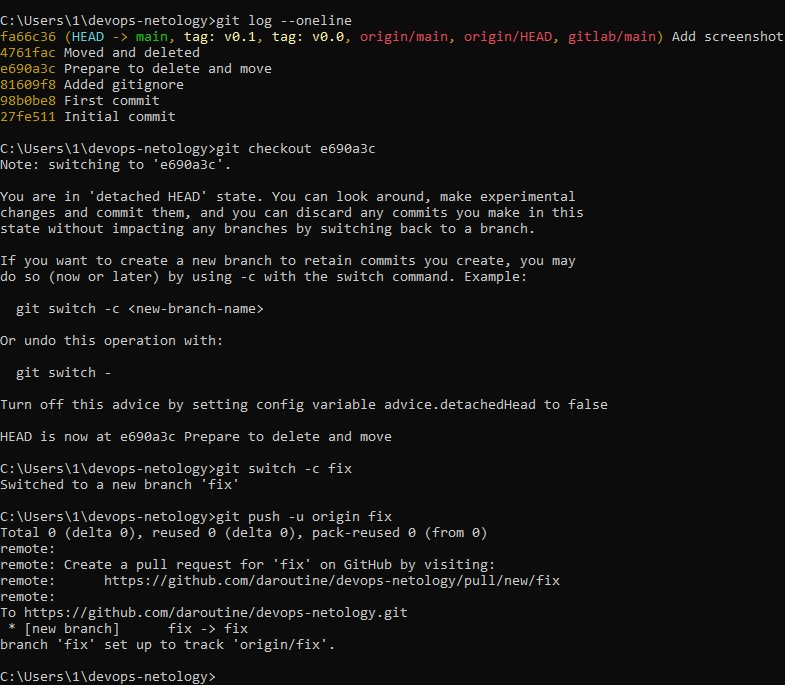 C:\Users\1\devops-netology>git log --oneline
fa66c36 (HEAD -> main, tag: v0.1, tag: v0.0, origin/main, origin/HEAD, gitlab/main) Add screenshot
4761fac Moved and deleted
e690a3c Prepare to delete and move
81609f8 Added gitignore
98b0be8 First commit
27fe511 Initial commit
C:\Users\1\devops-netology>git checkout e690a3c
Note: switching to 'e690a3c'.
You are in 'detached HEAD' state. You can look around, make experimental
changes and commit them, and you can discard any commits you make in this
state without impacting any branches by switching back to a branch.
If you want to create a new branch to retain commits you create, you may
do so (now or later) by using -c with the switch command. Example:
  git switch -c <new-branch-name>
Or undo this operation with:
  git switch -
Turn off this advice by setting config variable advice.detachedHead to false
HEAD is now at e690a3c Prepare to delete and move
C:\Users\1\devops-netology>git switch -c fix
Switched to a new branch 'fix'
C:\Users\1\devops-netology>git push -u origin fix
Total 0 (delta 0), reused 0 (delta 0), pack-reused 0 (from 0)
remote:
remote: Create a pull request for 'fix' on GitHub by visiting:
remote:      https://github.com/daroutine/devops-netology/pull/new/fix
remote:
To https://github.com/daroutine/devops-netology.git
 * [new branch]      fix -> fix
branch 'fix' set up to track 'origin/fix'.
C:\Users\1\devops-netology>